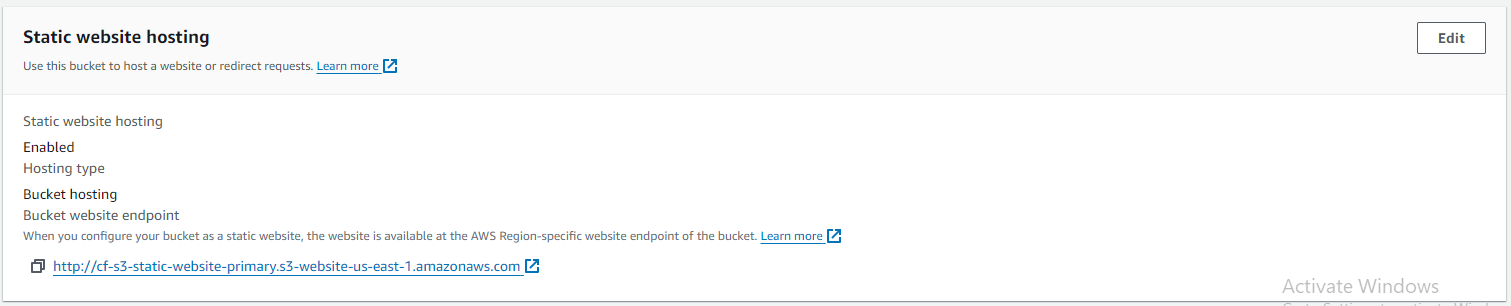 Static website hosting
Edit
Use this bucket to host a website or redirect requests. Learn more
Static website hosting
Enabled
Hosting type
Bucket hosting
Bucket website endpoint
When you configure your bucket as a static website, the website is available at the AWS Region-specific website endpoint of the bucket. Learn more
http://cf-s3-static-website-primary.s3-website-us-east-1.amazonaws.com
Activate Windows